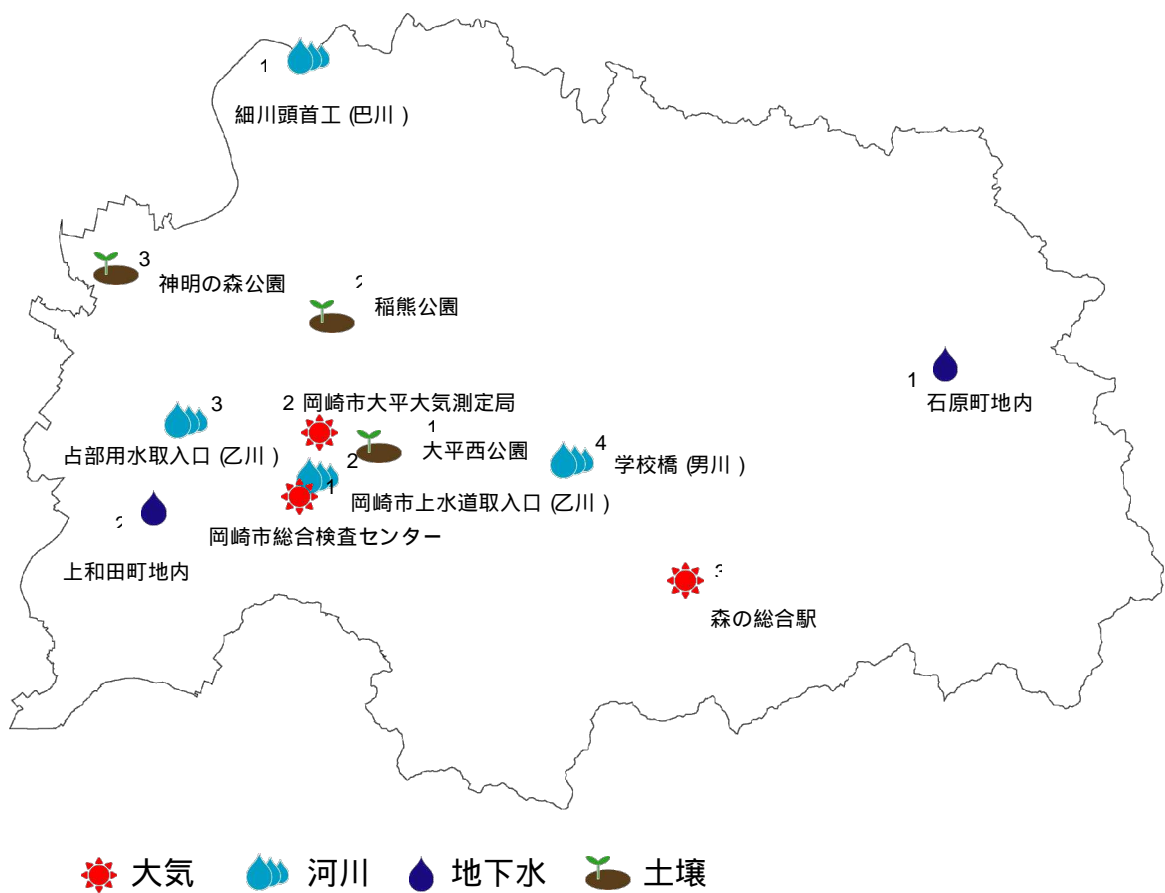 1
細川頭首工 (巴川 )
3
神明の森公園
2
稲熊公園
1
石原町地内
3
占部用水取入口 (乙川 )
2 岡崎市大平大気測定局
1
大平西公園
4
学校橋 (男川 )
2
岡崎市上水道取入口 (乙川 )
1
岡崎市総合検査センター
2
上和田町地内
3
森の総合駅
大気 河川 地下水 土壌